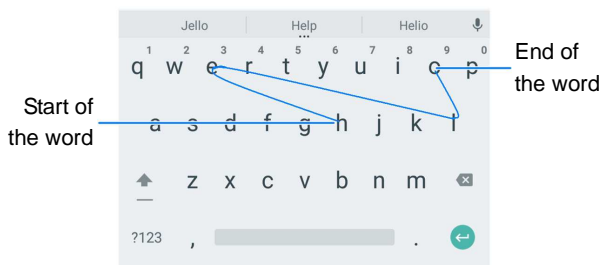 Jello Help Helio
1 2 3 4 5 6 7 8 9 0
q w e r t y u i o p
End of
the word
Start of
the word
a s d f g h j k l
z x c v b n m
?123 , .